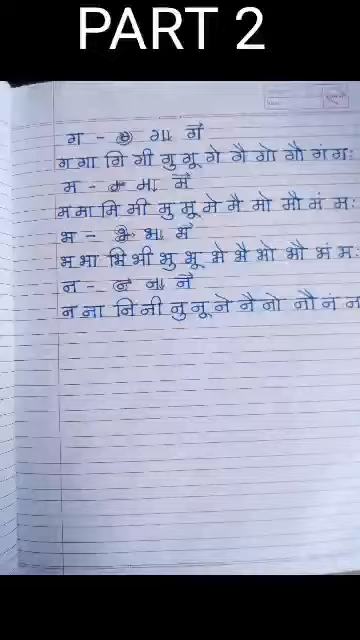 PART 2
ग - गा गै
ग गा गि गी गु गू गे गै गो गौ गं गः
म - मा मै
म मा मि मी मु मू मे मै मो मौ मं मः
भ - भा भै
भ भा भि भी भु भू भे भै भो भौ भं भः
न - ना नै
न ना नि नी नु नू ने नै नो नौ नं न